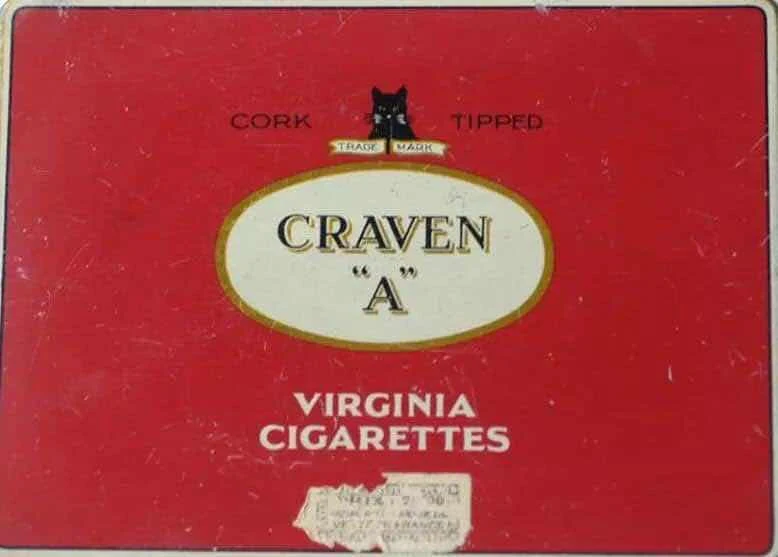 CORK TIPPED
TRADE MARK
CRAVEN
"A"
VIRGINIA
CIGARETTES